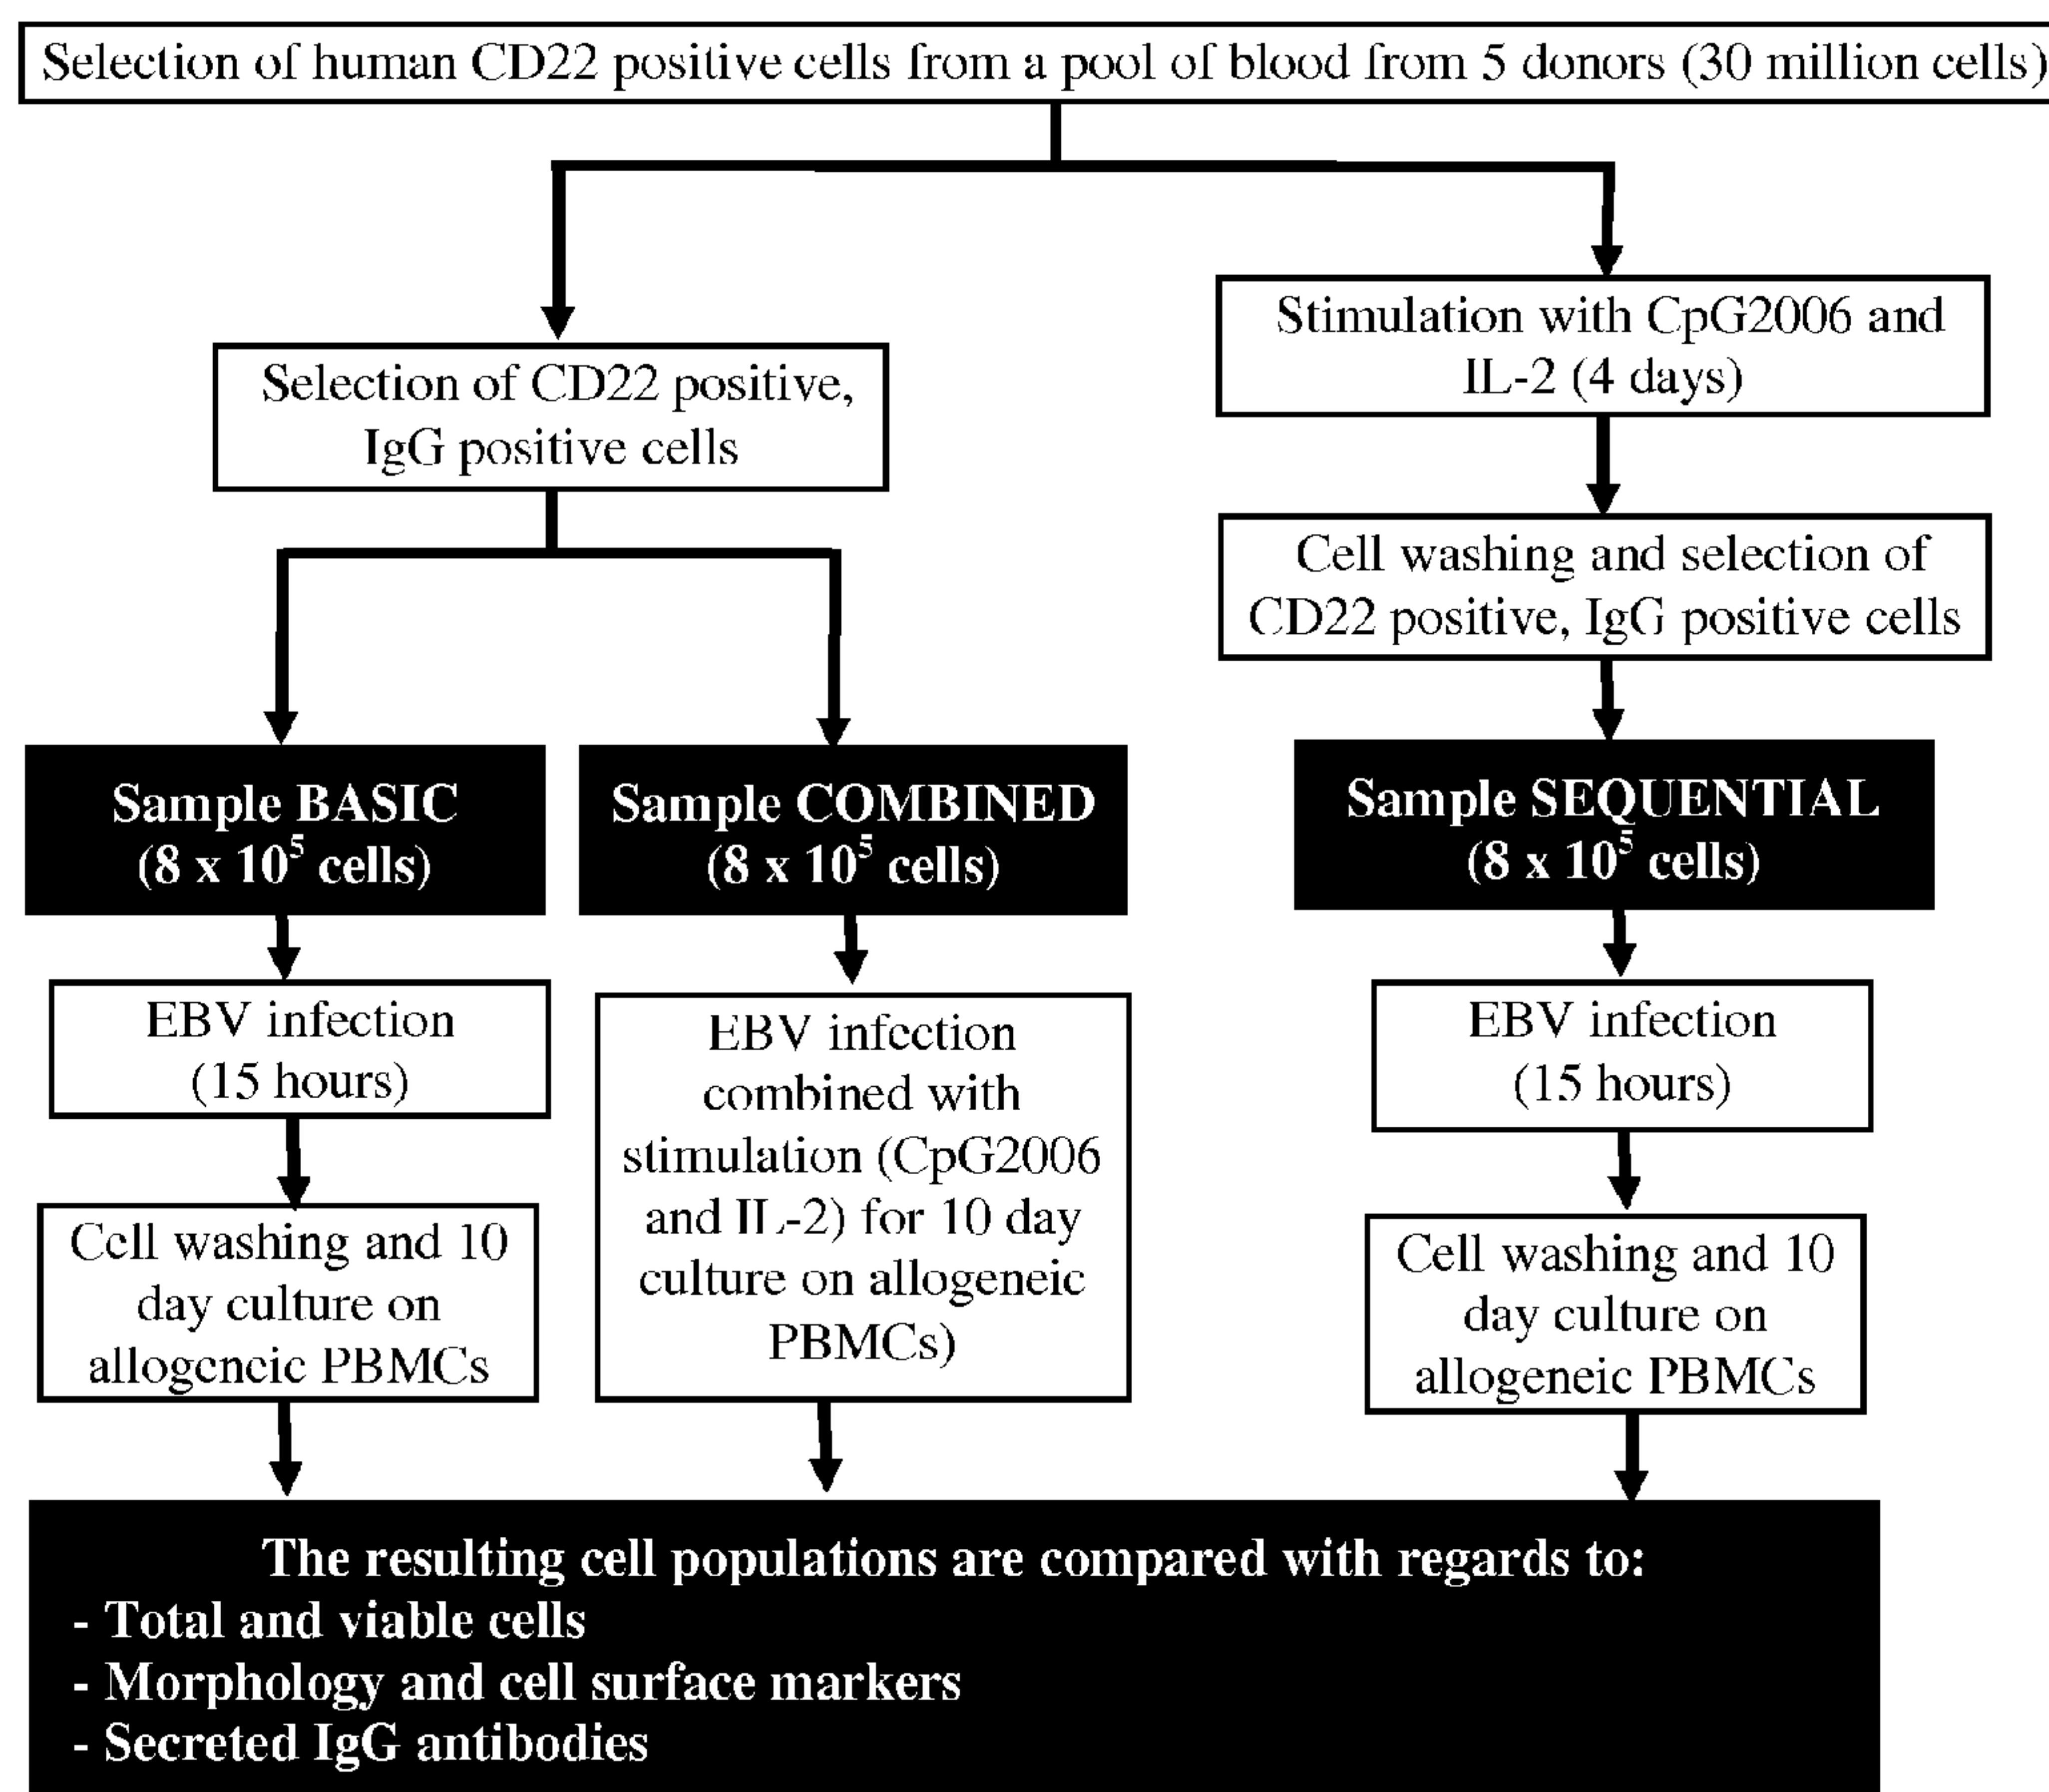 Selection of human CD22 positive cells from a pool of blood from 5 donors (30 million cells)
Selection of CD22 positive,
IgG positive cells
Stimulation with CpG2006 and
IL-2 (4 days)
Cell washing and selection of
CD22 positive, IgG positive cells
Sample BASIC
(8 x 10⁵ cells)
Sample COMBINED
(8 x 10⁵ cells)
Sample SEQUENTIAL
(8 x 10⁵ cells)
EBV infection
(15 hours)
Cell washing and 10
day culture on
allogeneic PBMCs
EBV infection
combined with
stimulation (CpG2006
and IL-2) for 10 day
culture on allogeneic
PBMCs)
EBV infection
(15 hours)
Cell washing and 10
day culture on
allogeneic PBMCs
The resulting cell populations are compared with regards to:
- Total and viable cells
- Morphology and cell surface markers
- Secreted IgG antibodies